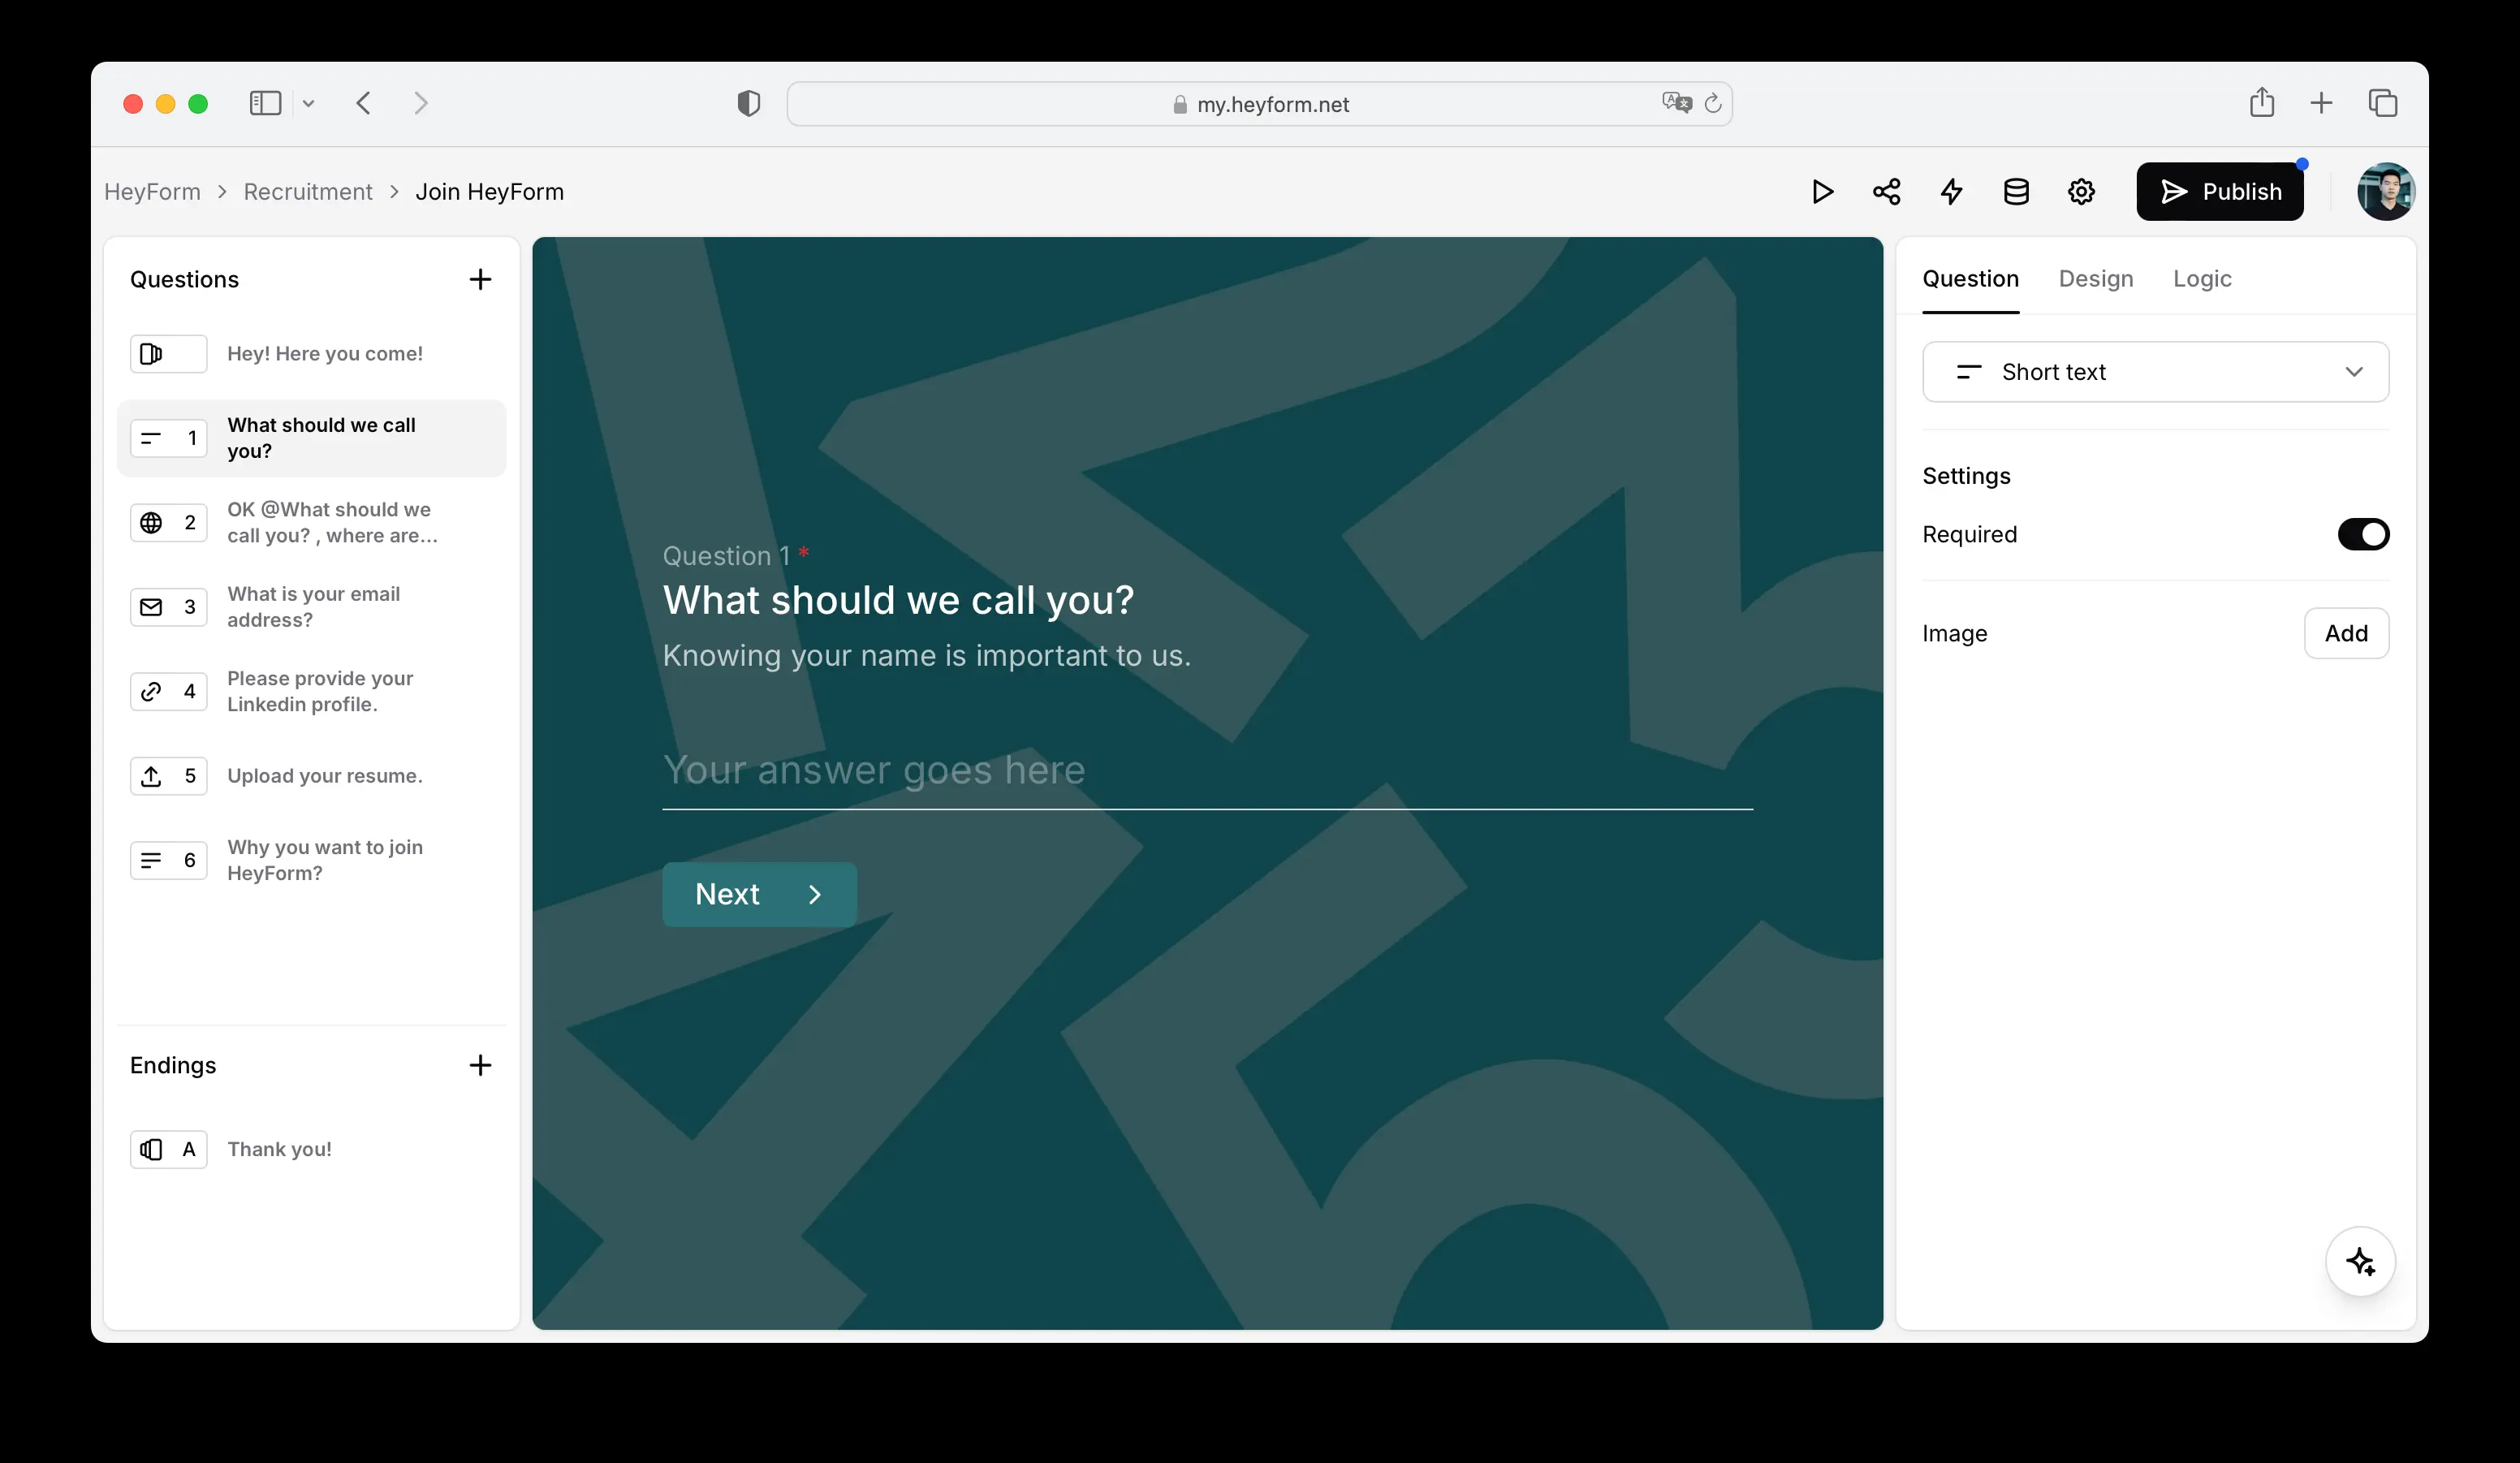 my.heyform.net
HeyForm > Recruitment > Join HeyForm
Publish
Questions
Hey! Here you come!
1
What should we call
you?
2
OK @What should we
call you? , where are...
3
What is your email
address?
4
Please provide your
Linkedin profile.
5
Upload your resume.
6
Why you want to join
HeyForm?
Endings
A
Thank you!
Question 1 *
What should we call you?
Knowing your name is important to us.
Your answer goes here
Next
Question
Design
Logic
Short text
Settings
Required
Image
Add